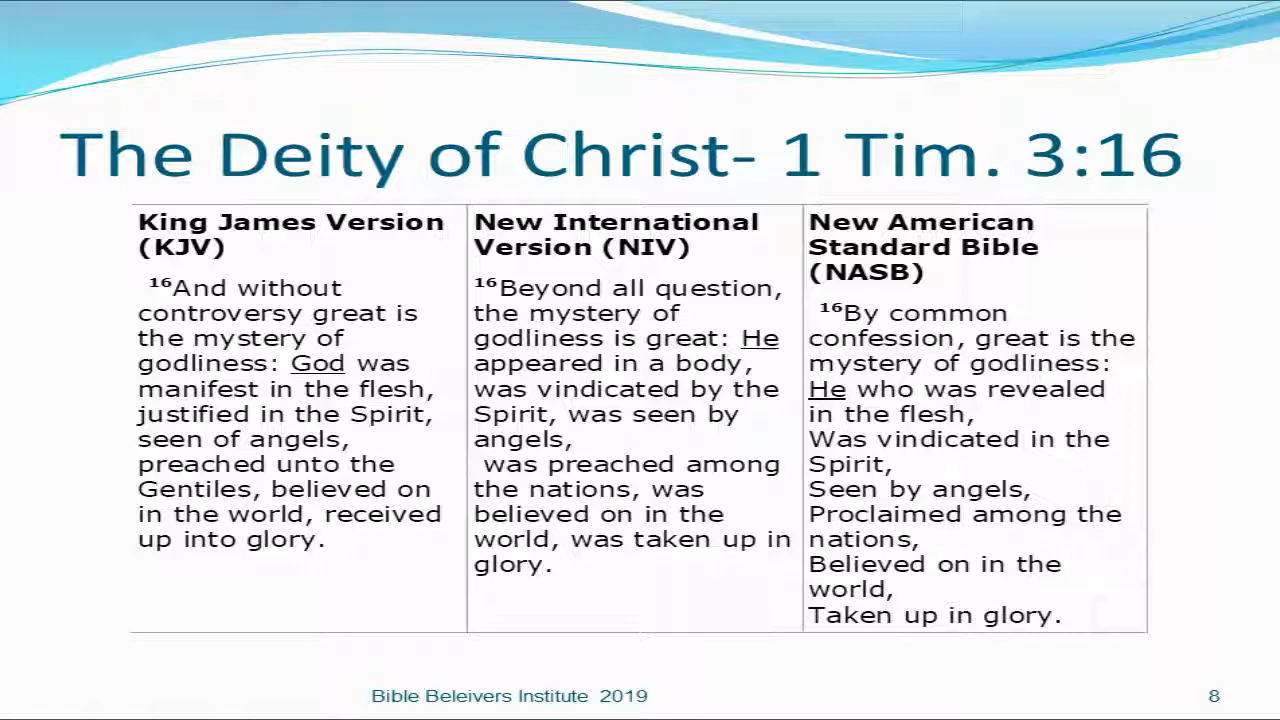 The Deity of Christ- 1 Tim. 3:16
King James Version
(KJV)
16And without
controversy great is
the mystery of
godliness: God was
manifest in the flesh,
justified in the Spirit,
seen of angels,
preached unto the
Gentiles, believed on
in the world, received
up into glory.
New International
Version (NIV)
16Beyond all question,
the mystery of
godliness is great: He
appeared in a body,
was vindicated by the
Spirit, was seen by
angels,
was preached among
the nations, was
believed on in the
world, was taken up in
glory.
New American
Standard Bible
(NASB)
16By common
confession, great is the
mystery of godliness:
He who was revealed
in the flesh,
Was vindicated in the
Spirit,
Seen by angels,
Proclaimed among the
nations,
Believed on in the
world,
Taken up in glory.
Bible Beleivers Institute 2019
8